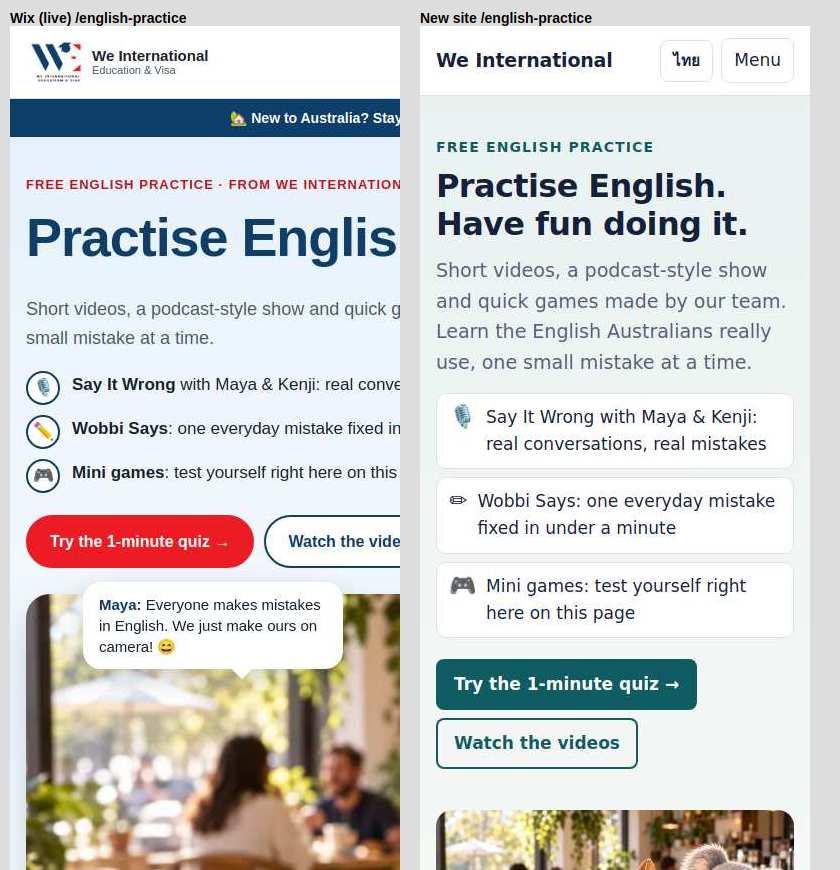 Wix (live) /english-practice
WE INTERNATIONAL
EDUCATION & VISA
We International
Education & Visa
🏡 New to Australia? Stay
FREE ENGLISH PRACTICE · FROM WE INTERNATION
Practise Englis
Short videos, a podcast-style show and quick g
small mistake at a time.
🎙️ Say It Wrong with Maya & Kenji: real conve
✏️ Wobbi Says: one everyday mistake fixed in
🎮 Mini games: test yourself right here on this
Try the 1-minute quiz →
Watch the vide
Maya: Everyone makes mistakes
in English. We just make ours on
camera! 😄
New site /english-practice
We International
ไทย
Menu
FREE ENGLISH PRACTICE
Practise English.
Have fun doing it.
Short videos, a podcast-style show
and quick games made by our team.
Learn the English Australians really
use, one small mistake at a time.
🎙️ Say It Wrong with Maya & Kenji:
real conversations, real mistakes
✏ Wobbi Says: one everyday mistake
fixed in under a minute
🎮 Mini games: test yourself right
here on this page
Try the 1-minute quiz →
Watch the videos